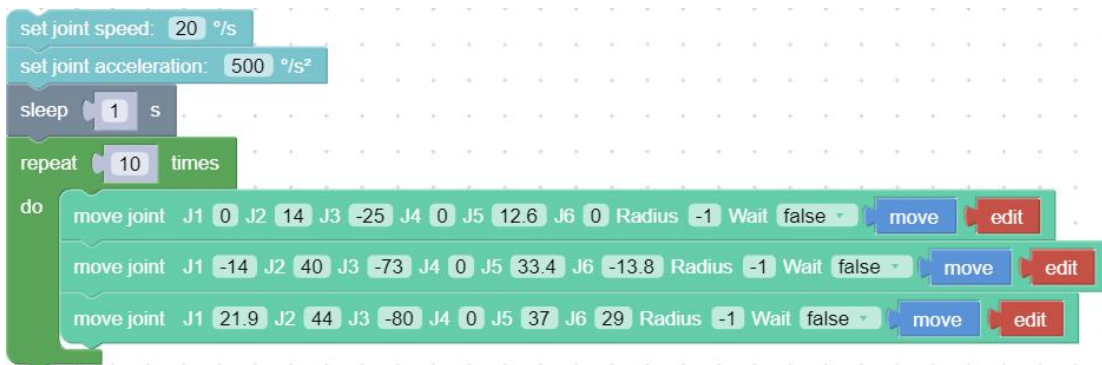 set joint speed: 20 °/s
set joint acceleration: 500 °/s²
sleep 1 s
repeat 10 times
do
move joint J1 0 J2 14 J3 -25 J4 0 J5 12.6 J6 0 Radius -1 Wait false move edit
move joint J1 -14 J2 40 J3 -73 J4 0 J5 33.4 J6 -13.8 Radius -1 Wait false move edit
move joint J1 21.9 J2 44 J3 -80 J4 0 J5 37 J6 29 Radius -1 Wait false move edit